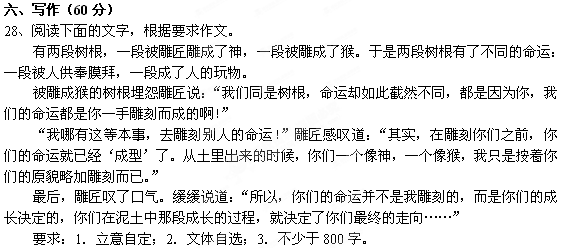 六、写作（60 分）
28、阅读下面的文字，根据要求作文。
有两段树根，一段被雕匠雕成了神，一段被雕成了猴。于是两段树根有了不同的命运：
一段被人供奉膜拜，一段成了人的玩物。
被雕成猴的树根埋怨雕匠说：“我们同是树根，命运却如此截然不同，都是因为你，我
们的命运都是你一手雕刻而成的啊!”
“我哪有这等本事，去雕刻别人的命运!”雕匠感叹道：“其实，在雕刻你们之前，你
们的命运就已经‘成型’了。从土里出来的时候，你们一个像神，一个像猴，我只是按着你
们的原貌略加雕刻而已。”
最后，雕匠叹了口气。缓缓说道：“所以，你们的命运并不是我雕刻的，而是你们的成
长决定的，你们在泥土中那段成长的过程，就决定了你们最终的走向……”
要求：1. 立意自定；2. 文体自选；3. 不少于 800 字。